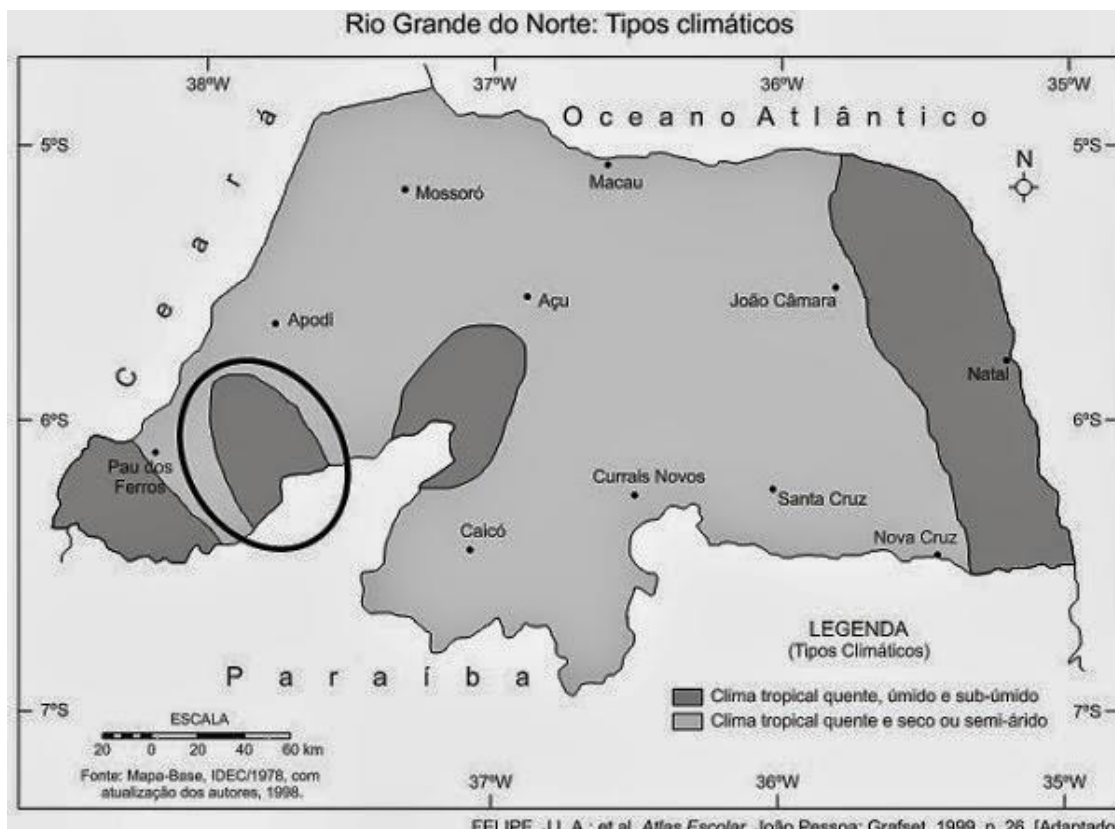 Rio Grande do Norte: Tipos climáticos
38ºW
37ºW
36ºW
35ºW
Oceano Atlântico
5ºS
5ºS
N
Ceará
Macau
Mossoró
Açu
João Câmara
Apodi
Natal
6ºS
6ºS
Pau dos
Ferros
Currais Novos
Santa Cruz
Caicó
Nova Cruz
LEGENDA
(Tipos Climáticos)
Paraíba
Clima tropical quente, úmido e sub-úmido
Clima tropical quente e seco ou semi-árido
7ºS
7ºS
ESCALA
20 0 20 40 60 km
Fonte: Mapa-Base, IDEC/1978, com
atualização dos autores, 1998.
37ºW
36ºW
35ºW
FELIPE, J.L.A.; et al. Atlas Escolar. João Pessoa: Grafset, 1999. p. 26. [Adaptado